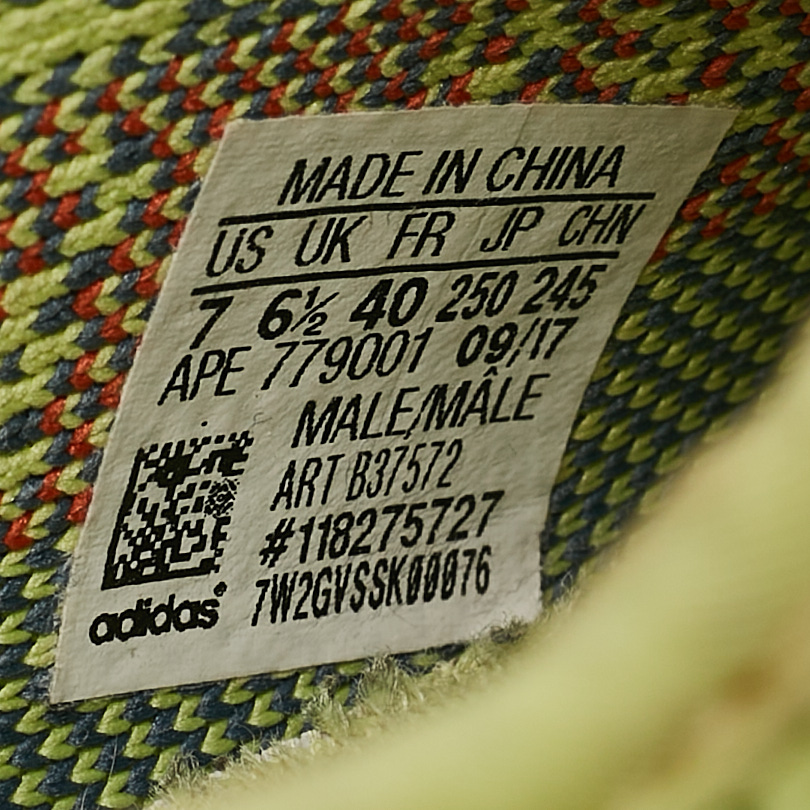 MADE IN CHINA
US UK FR JP CHN
7 6½ 40 250 245
APE 779001 09/17
MALE/MÂLE
ART B37572
#118275727
7W2GVSSK00076
adidas®